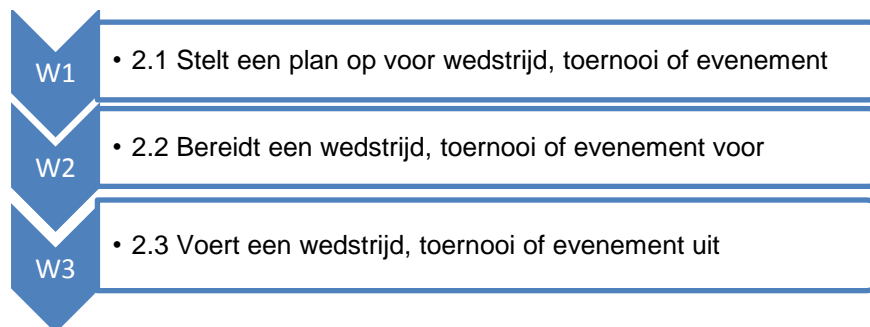 W1
• 2.1 Stelt een plan op voor wedstrijd, toernooi of evenement
W2
• 2.2 Bereidt een wedstrijd, toernooi of evenement voor
W3
• 2.3 Voert een wedstrijd, toernooi of evenement uit